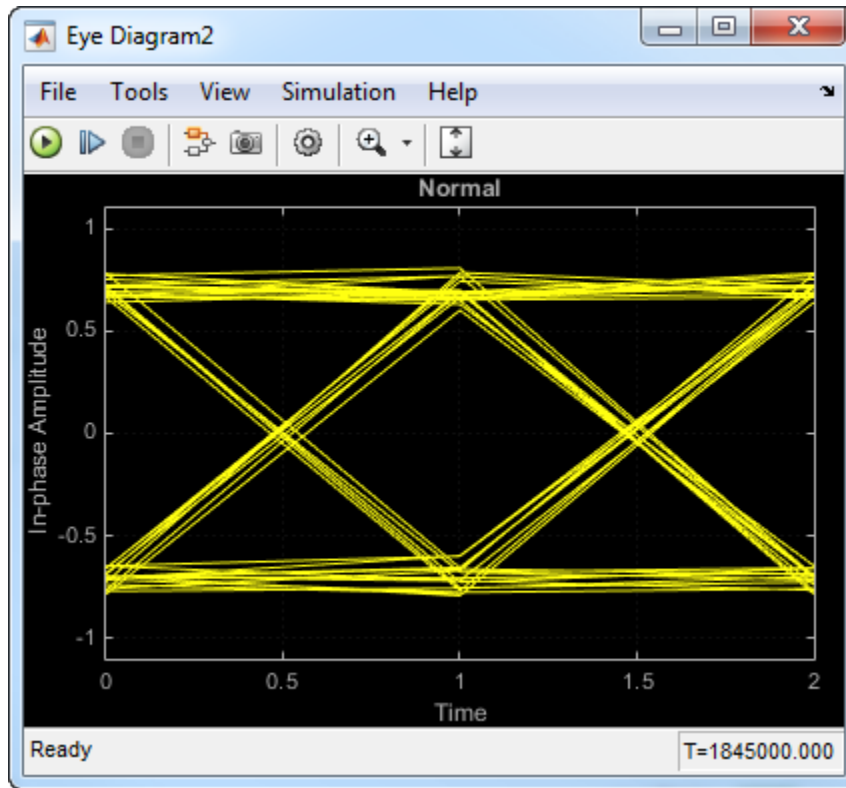 Eye Diagram2
File Tools View Simulation Help
Normal
In-phase Amplitude
1
0.5
0
-0.5
-1
0 0.5 1 1.5 2
Time
Ready T=1845000.000